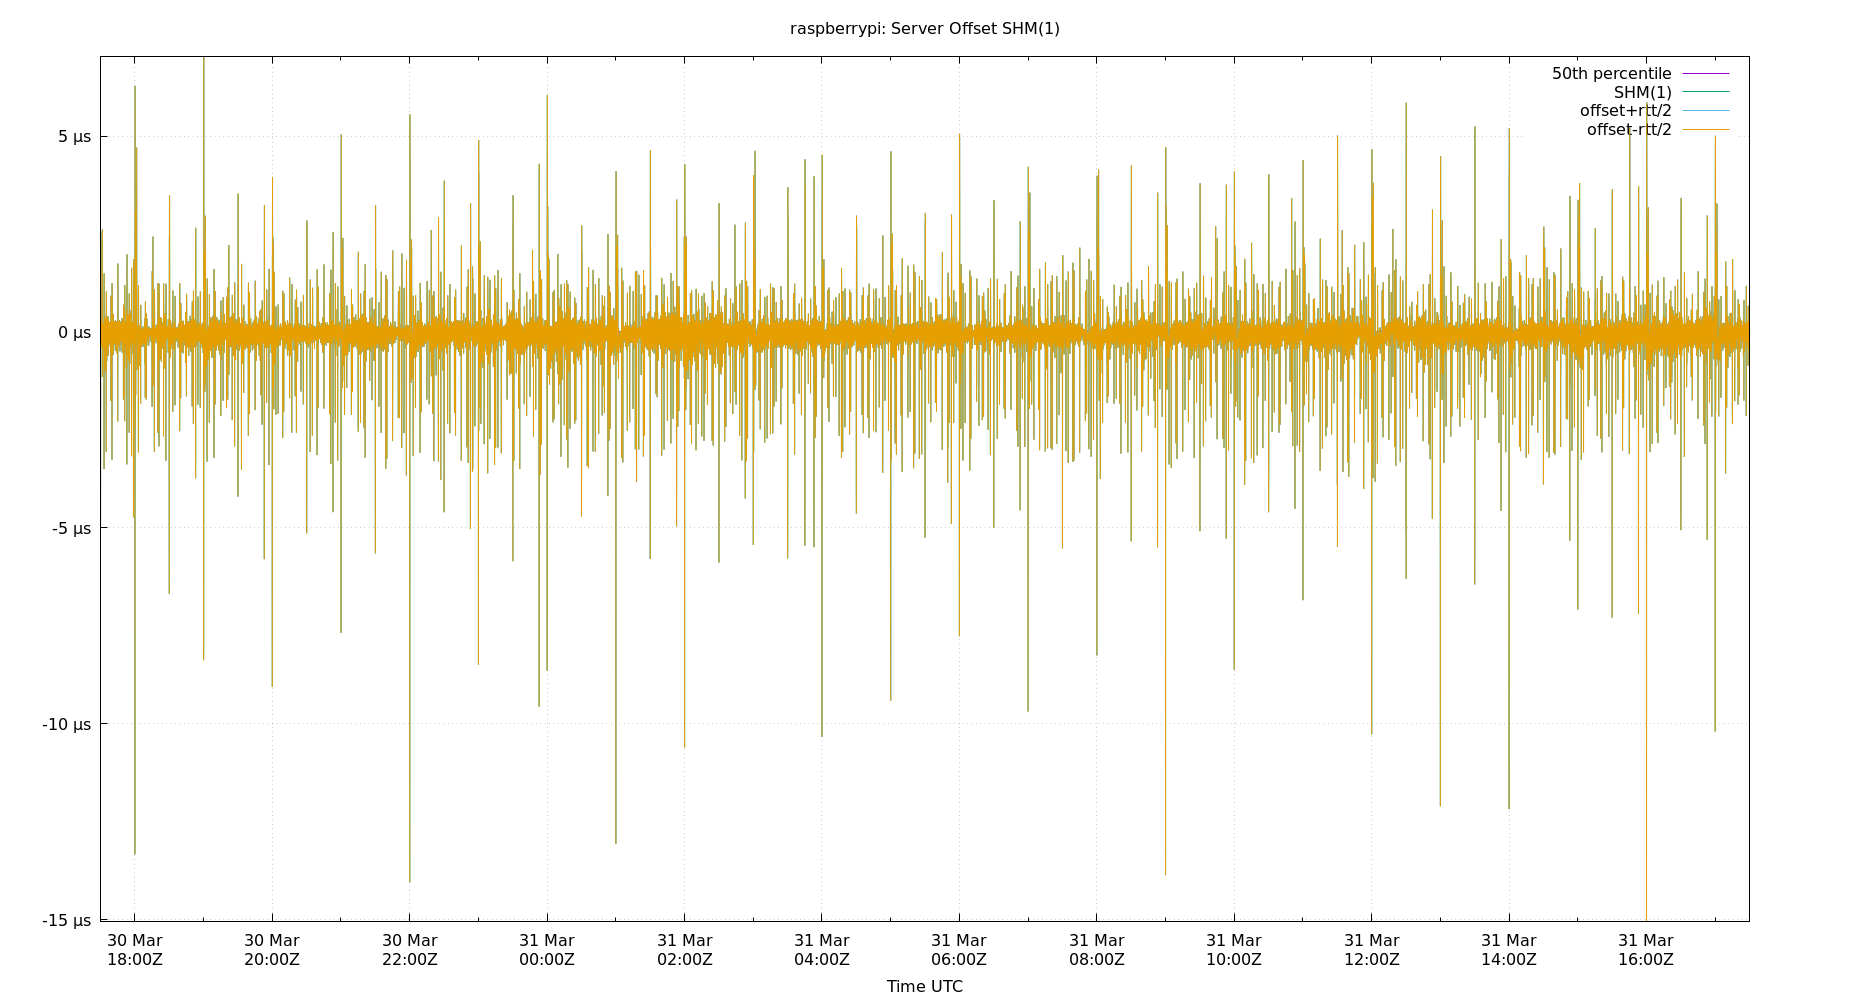 raspberrypi: Server Offset SHM(1)
50th percentile
SHM(1)
offset+rtt/2
offset-rtt/2
5 µs
0 µs
-5 µs
-10 µs
-15 µs
30 Mar 30 Mar 30 Mar 31 Mar 31 Mar 31 Mar 31 Mar 31 Mar 31 Mar 31 Mar 31 Mar 31 Mar
18:00Z 20:00Z 22:00Z 00:00Z 02:00Z 04:00Z 06:00Z 08:00Z 10:00Z 12:00Z 14:00Z 16:00Z
Time UTC